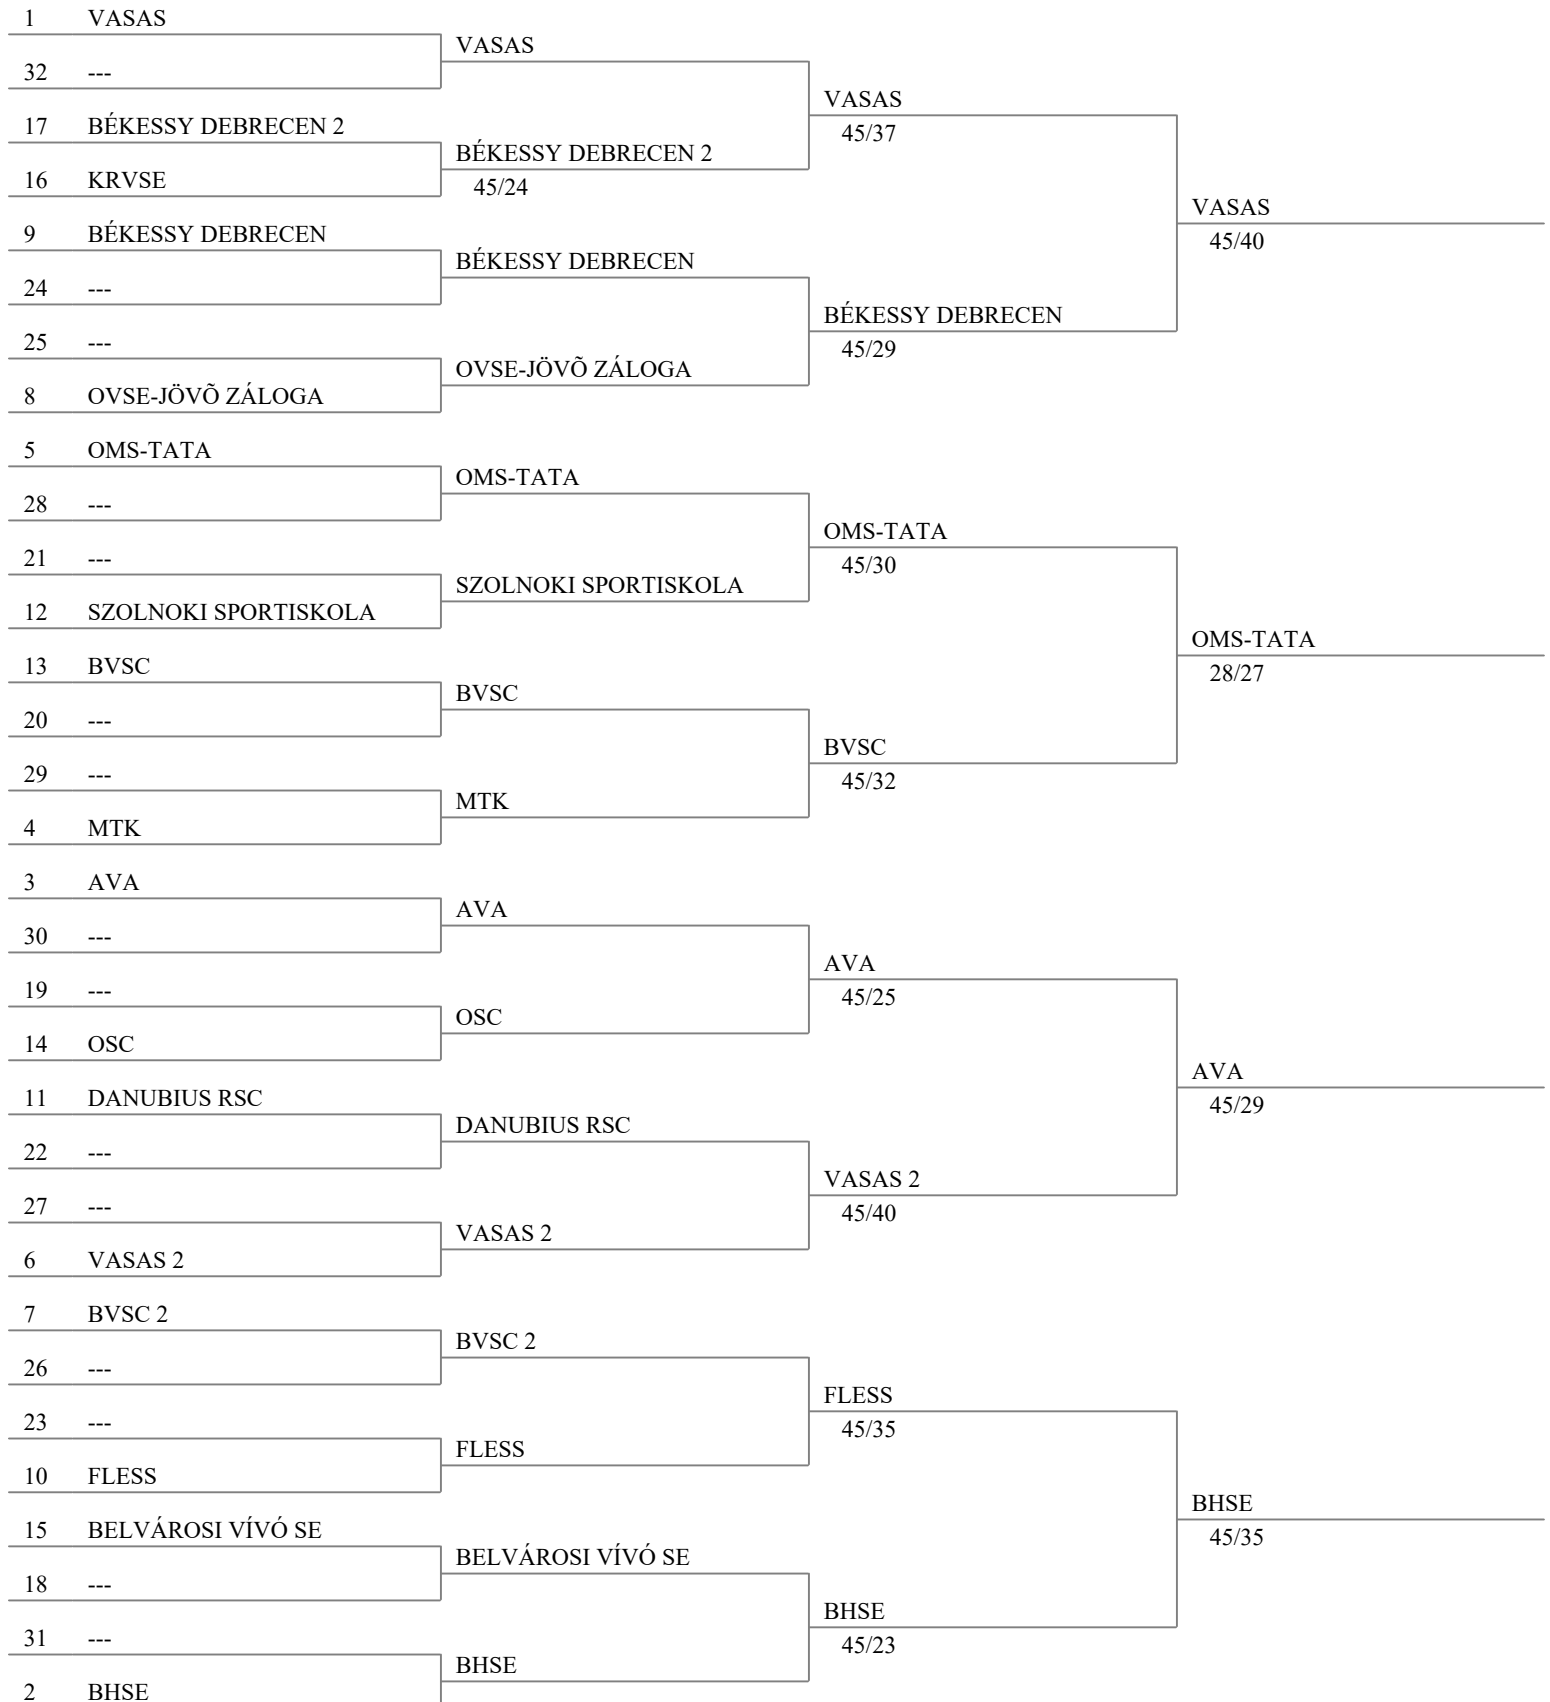 1 VASAS
VASAS
32 ---
VASAS
17 BÉKESSY DEBRECEN 2
45/37
BÉKESSY DEBRECEN 2
16 KRVSE
45/24
VASAS
9 BÉKESSY DEBRECEN
45/40
BÉKESSY DEBRECEN
24 ---
BÉKESSY DEBRECEN
25 ---
45/29
OVSE-JÖVÕ ZÁLOGA
8 OVSE-JÖVÕ ZÁLOGA
5 OMS-TATA
OMS-TATA
28 ---
OMS-TATA
21 ---
45/30
SZOLNOKI SPORTISKOLA
12 SZOLNOKI SPORTISKOLA
OMS-TATA
13 BVSC
28/27
BVSC
20 ---
BVSC
29 ---
45/32
MTK
4 MTK
3 AVA
AVA
30 ---
AVA
19 ---
45/25
OSC
14 OSC
AVA
11 DANUBIUS RSC
45/29
DANUBIUS RSC
22 ---
VASAS 2
27 ---
45/40
VASAS 2
6 VASAS 2
7 BVSC 2
BVSC 2
26 ---
FLESS
23 ---
45/35
FLESS
10 FLESS
BHSE
15 BELVÁROSI VÍVÓ SE
45/35
BELVÁROSI VÍVÓ SE
18 ---
BHSE
31 ---
45/23
BHSE
2 BHSE